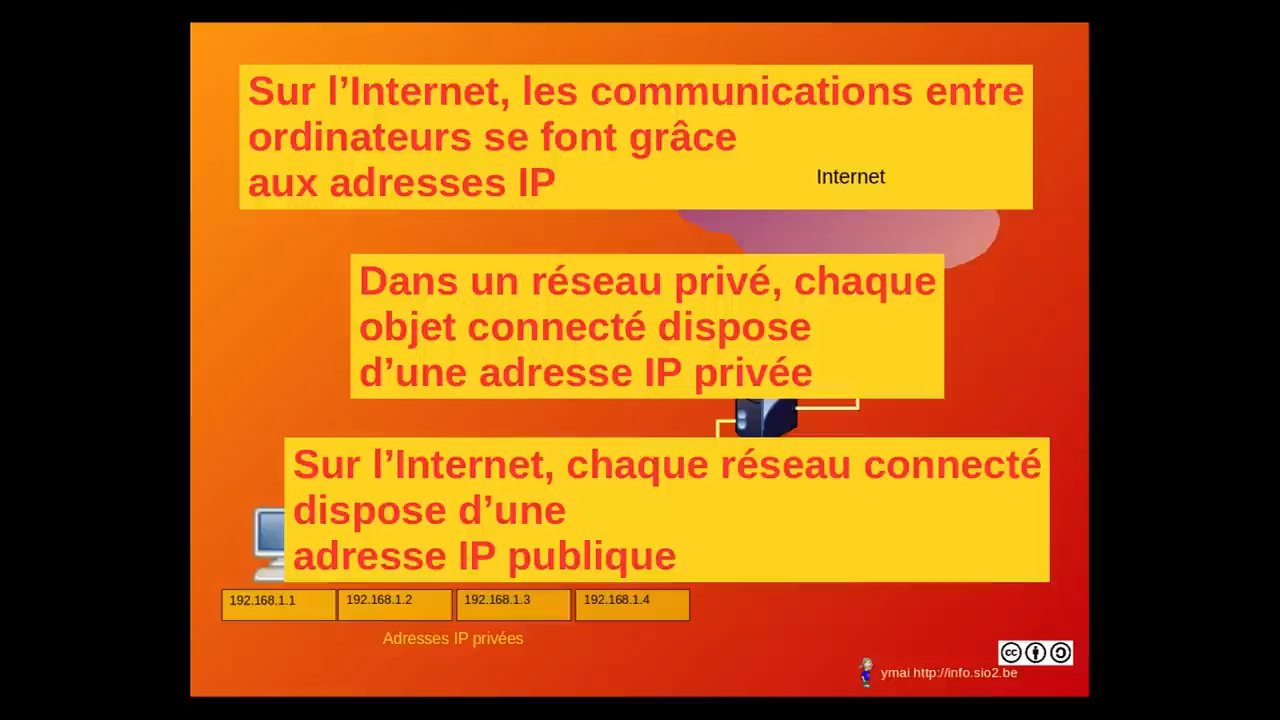 Sur l’Internet, les communications entre
ordinateurs se font grâce
aux adresses IP
Internet
Dans un réseau privé, chaque
objet connecté dispose
d’une adresse IP privée
Sur l’Internet, chaque réseau connecté
dispose d’une
adresse IP publique
192.168.1.1 192.168.1.2 192.168.1.3 192.168.1.4
Adresses IP privées
cc
ymai http://info.sio2.be